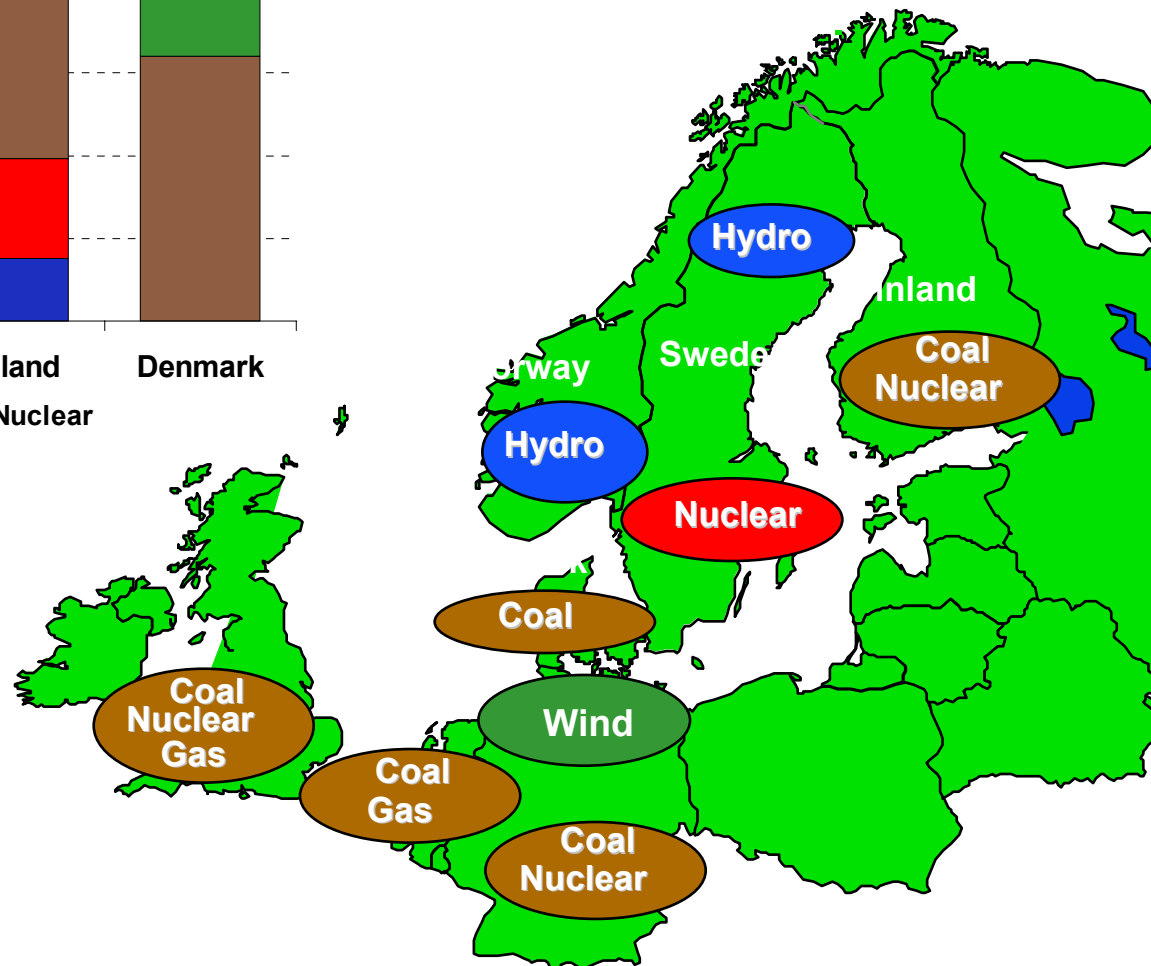 land
Denmark
Nuclear
Hydro
inland
Swede
orway
Coal
Nuclear
Hydro
Nuclear
k
Coal
Coal
Nuclear
Gas
Wind
Coal
Gas
Coal
Nuclear